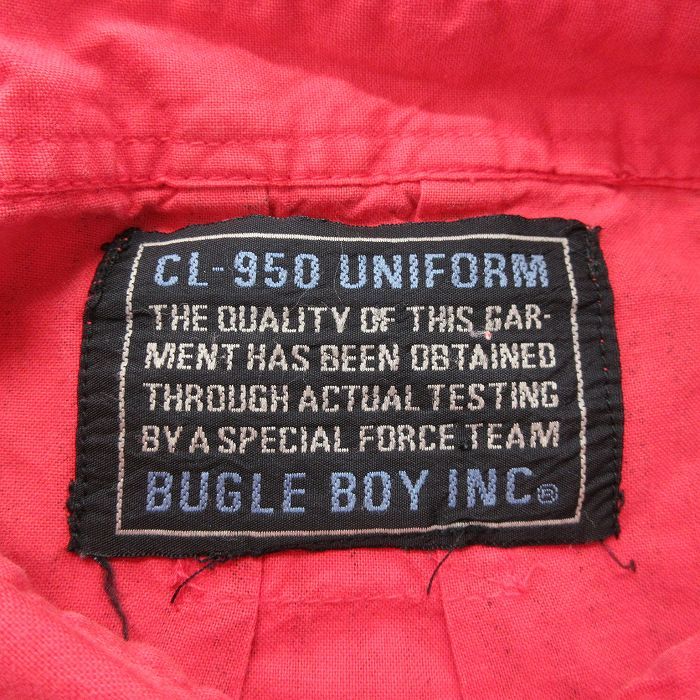 CL-950 UNIFORM
THE QUALITY OF THIS GAR-
MENT HAS BEEN OBTAINED
THROUGH ACTUAL TESTING
BY A SPECIAL FORCE TEAM
BUGLE BOY INC®